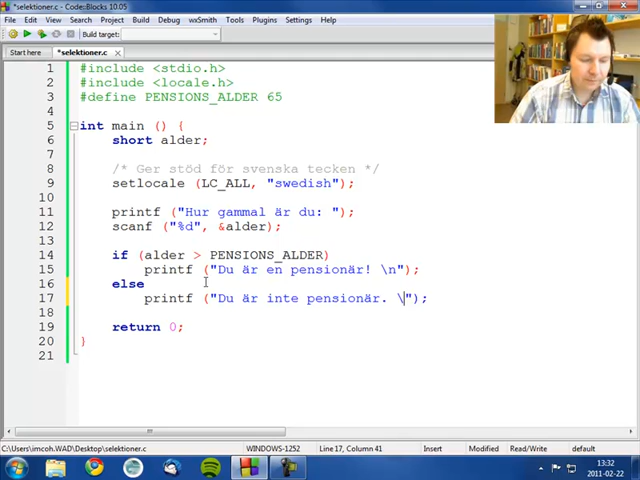 *selektioner.c - Code::Blocks 10.05
File Edit View Search Project Build Debug wxSmith Tools Plugins Settings Help
Build target:
Start here *selektioner.c
1 #include <stdio.h>
2 #include <locale.h>
3 #define PENSIONS_ALDER 65
4
5 int main () {
6 short alder;
7
8 /* Ger stöd för svenska tecken */
9 setlocale (LC_ALL, "swedish");
10
11 printf ("Hur gammal är du: ");
12 scanf ("%d", &alder);
13
14 if (alder > PENSIONS_ALDER)
15 printf ("Du är en pensionär! \n");
16 else
17 printf ("Du är inte pensionär. \");
18
19 return 0;
20 }
21
C:\Users\imcoh.WAD\Desktop\selektioner.c WINDOWS-1252 Line 17, Column 41 Insert Modified Read/Write default
13:32
2011-02-22